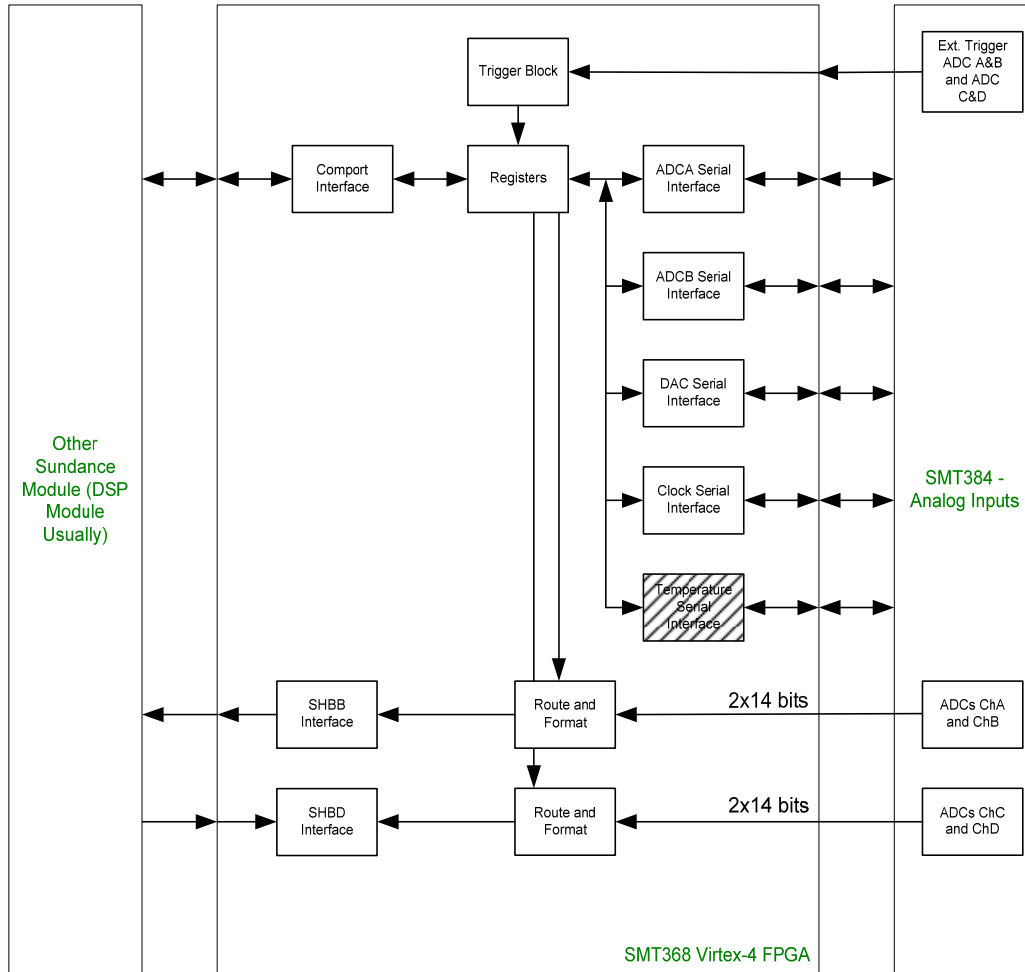 Ext. Trigger
ADC A&B
and ADC
C&D
Trigger Block
Comport
Interface
Registers
ADCA Serial
Interface
ADCB Serial
Interface
DAC Serial
Interface
Other
Sundance
Module (DSP
Module
Usually)
Clock Serial
Interface
SMT384 -
Analog Inputs
Temperature
Serial
Interface
SHBB
Interface
Route and
Format
2x14 bits
ADCs ChA
and ChB
SHBD
Interface
Route and
Format
2x14 bits
ADCs ChC
and ChD
SMT368 Virtex-4 FPGA